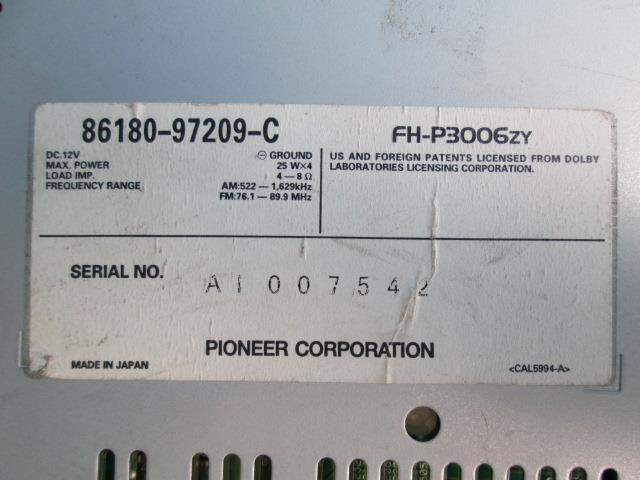 86180-97209-C
FH-P3006ZY
DC.12V ⊖ GROUND
MAX. POWER 25 W×4
LOAD IMP. 4 — 8 Ω
FREQUENCY RANGE AM:522 — 1,629kHz
FM:76.1 — 89.9 MHz
US AND FOREIGN PATENTS LICENSED FROM DOLBY
LABORATORIES LICENSING CORPORATION.
SERIAL NO. AI 007542
PIONEER CORPORATION
MADE IN JAPAN
<CAL5994-A>